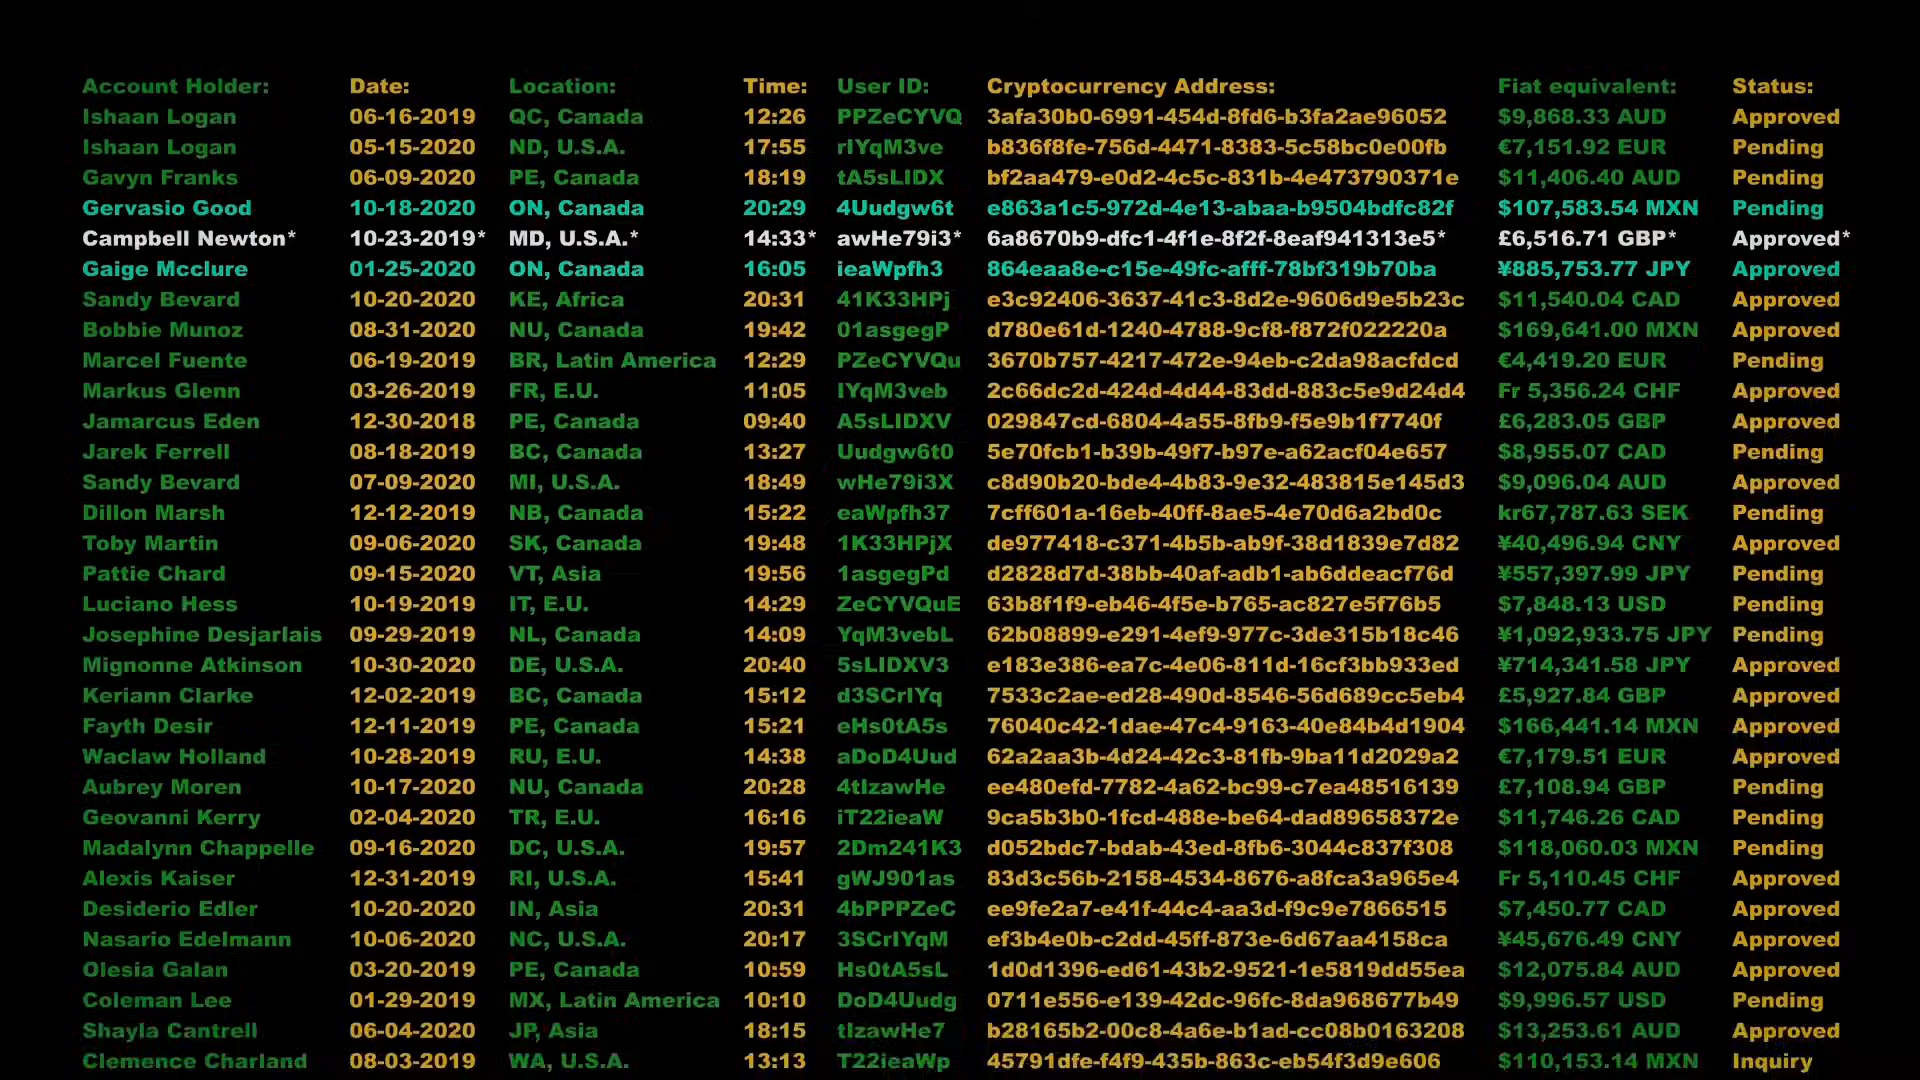 Account Holder: Date: Location: Time: User ID: Cryptocurrency Address: Fiat equivalent: Status:
Ishaan Logan 06-16-2019 QC, Canada 12:26 PPZeCYVQ 3afa30b0-6991-454d-8fd6-b3fa2ae96052 $9,868.33 AUD Approved
Ishaan Logan 05-15-2020 ND, U.S.A. 17:55 rIYqM3ve b836f8fe-756d-4471-8383-5c58bc0e00fb €7,151.92 EUR Pending
Gavyn Franks 06-09-2020 PE, Canada 18:19 tA5sLIDX bf2aa479-e0d2-4c5c-831b-4e473790371e $11,406.40 AUD Pending
Gervasio Good 10-18-2020 ON, Canada 20:29 4Uudgw6t e863a1c5-972d-4e13-abaa-b9504bdfc82f $107,583.54 MXN Pending
Campbell Newton* 10-23-2019* MD, U.S.A.* 14:33* awHe79i3* 6a8670b9-dfc1-4f1e-8f2f-8eaf941313e5* £6,516.71 GBP* Approved*
Gaige Mcclure 01-25-2020 ON, Canada 16:05 ieaWpfh3 864eaa8e-c15e-49fc-afff-78bf319b70ba ¥885,753.77 JPY Approved
Sandy Bevard 10-20-2020 KE, Africa 20:31 41K33HPj e3c92406-3637-41c3-8d2e-9606d9e5b23c $11,540.04 CAD Approved
Bobbie Munoz 08-31-2020 NU, Canada 19:42 01asgegP d780e61d-1240-4788-9cf8-f872f022220a $169,641.00 MXN Approved
Marcel Fuente 06-19-2019 BR, Latin America 12:29 PZeCYVQu 3670b757-4217-472e-94eb-c2da98acfdcd €4,419.20 EUR Pending
Markus Glenn 03-26-2019 FR, E.U. 11:05 IYqM3veb 2c66dc2d-424d-4d44-83dd-883c5e9d24d4 Fr 5,356.24 CHF Approved
Jamarcus Eden 12-30-2018 PE, Canada 09:40 A5sLIDXV 029847cd-6804-4a55-8fb9-f5e9b1f7740f £6,283.05 GBP Approved
Jarek Ferrell 08-18-2019 BC, Canada 13:27 Uudgw6t0 5e70fcb1-b39b-49f7-b97e-a62acf04e657 $8,955.07 CAD Pending
Sandy Bevard 07-09-2020 MI, U.S.A. 18:49 wHe79i3X c8d90b20-bde4-4b83-9e32-483815e145d3 $9,096.04 AUD Approved
Dillon Marsh 12-12-2019 NB, Canada 15:22 eaWpfh37 7cff601a-16eb-40ff-8ae5-4e70d6a2bd0c kr67,787.63 SEK Pending
Toby Martin 09-06-2020 SK, Canada 19:48 1K33HPjX de977418-c371-4b5b-ab9f-38d1839e7d82 ¥40,496.94 CNY Approved
Pattie Chard 09-15-2020 VT, Asia 19:56 1asgegPd d2828d7d-38bb-40af-adb1-ab6ddeacf76d ¥557,397.99 JPY Pending
Luciano Hess 10-19-2019 IT, E.U. 14:29 ZeCYVQuE 63b8f1f9-eb46-4f5e-b765-ac827e5f76b5 $7,848.13 USD Pending
Josephine Desjarlais 09-29-2019 NL, Canada 14:09 YqM3vebL 62b08899-e291-4ef9-977c-3de315b18c46 ¥1,092,933.75 JPY Pending
Mignonne Atkinson 10-30-2020 DE, U.S.A. 20:40 5sLIDXV3 e183e386-ea7c-4e06-811d-16cf3bb933ed ¥714,341.58 JPY Approved
Keriann Clarke 12-02-2019 BC, Canada 15:12 d3SCrIYq 7533c2ae-ed28-490d-8546-56d689cc5eb4 £5,927.84 GBP Approved
Fayth Desir 12-11-2019 PE, Canada 15:21 eHs0tA5s 76040c42-1dae-47c4-9163-40e84b4d1904 $166,441.14 MXN Approved
Waclaw Holland 10-28-2019 RU, E.U. 14:38 aDoD4Uud 62a2aa3b-4d24-42c3-81fb-9ba11d2029a2 €7,179.51 EUR Approved
Aubrey Moren 10-17-2020 NU, Canada 20:28 4tIzawHe ee480efd-7782-4a62-bc99-c7ea48516139 £7,108.94 GBP Pending
Geovanni Kerry 02-04-2020 TR, E.U. 16:16 iT22ieaW 9ca5b3b0-1fcd-488e-be64-dad89658372e $11,746.26 CAD Pending
Madalynn Chappelle 09-16-2020 DC, U.S.A. 19:57 2Dm241K3 d052bdc7-bdab-43ed-8fb6-3044c837f308 $118,060.03 MXN Pending
Alexis Kaiser 12-31-2019 RI, U.S.A. 15:41 gWJ901as 83d3c56b-2158-4534-8676-a8fca3a965e4 Fr 5,110.45 CHF Approved
Desiderio Edler 10-20-2020 IN, Asia 20:31 4bPPPZeC ee9fe2a7-e41f-44c4-aa3d-f9c9e7866515 $7,450.77 CAD Approved
Nasario Edelmann 10-06-2020 NC, U.S.A. 20:17 3SCrIYqM ef3b4e0b-c2dd-45ff-873e-6d67aa4158ca ¥45,676.49 CNY Approved
Olesia Galan 03-20-2019 PE, Canada 10:59 Hs0tA5sL 1d0d1396-ed61-43b2-9521-1e5819dd55ea $12,075.84 AUD Approved
Coleman Lee 01-29-2019 MX, Latin America 10:10 DoD4Uudg 0711e556-e139-42dc-96fc-8da968677b49 $9,996.57 USD Pending
Shayla Cantrell 06-04-2020 JP, Asia 18:15 tIzawHe7 b28165b2-00c8-4a6e-b1ad-cc08b0163208 $13,253.61 AUD Approved
Clemence Charland 08-03-2019 WA, U.S.A. 13:13 T22ieaWp 45791dfe-f4f9-435b-863c-eb54f3d9e606 $110,153.14 MXN Inquiry